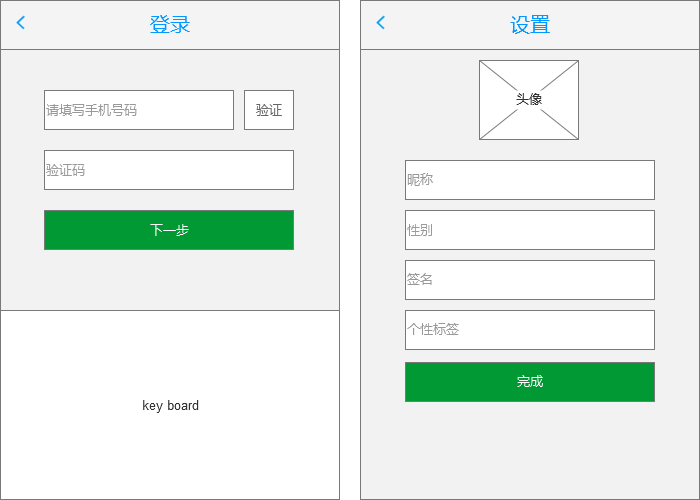 登录
请填写手机号码
验证
验证码
下一步
key board
设置
头像
昵称
性别
签名
个性标签
完成